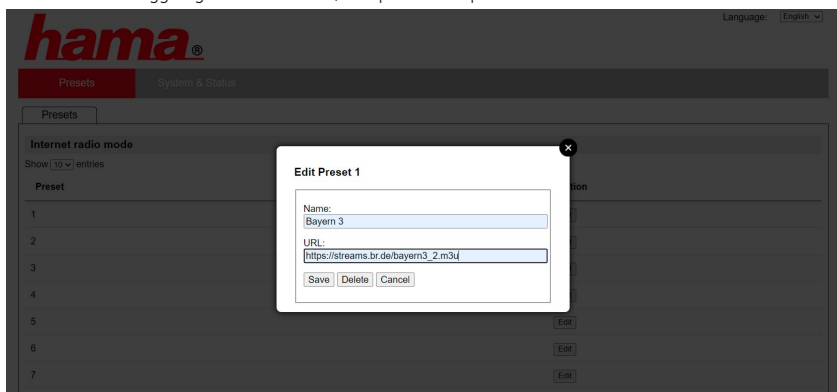 Language: English
hama®
Presets System & Status
Presets
Internet radio mode
Show 10 entries
Preset
Edit Preset 1
Name:
Bayern 3
URL:
https://streams.br.de/bayern3_2.m3u
Save Delete Cancel
1
2
3
4
5 Edit
6 Edit
7 Edit